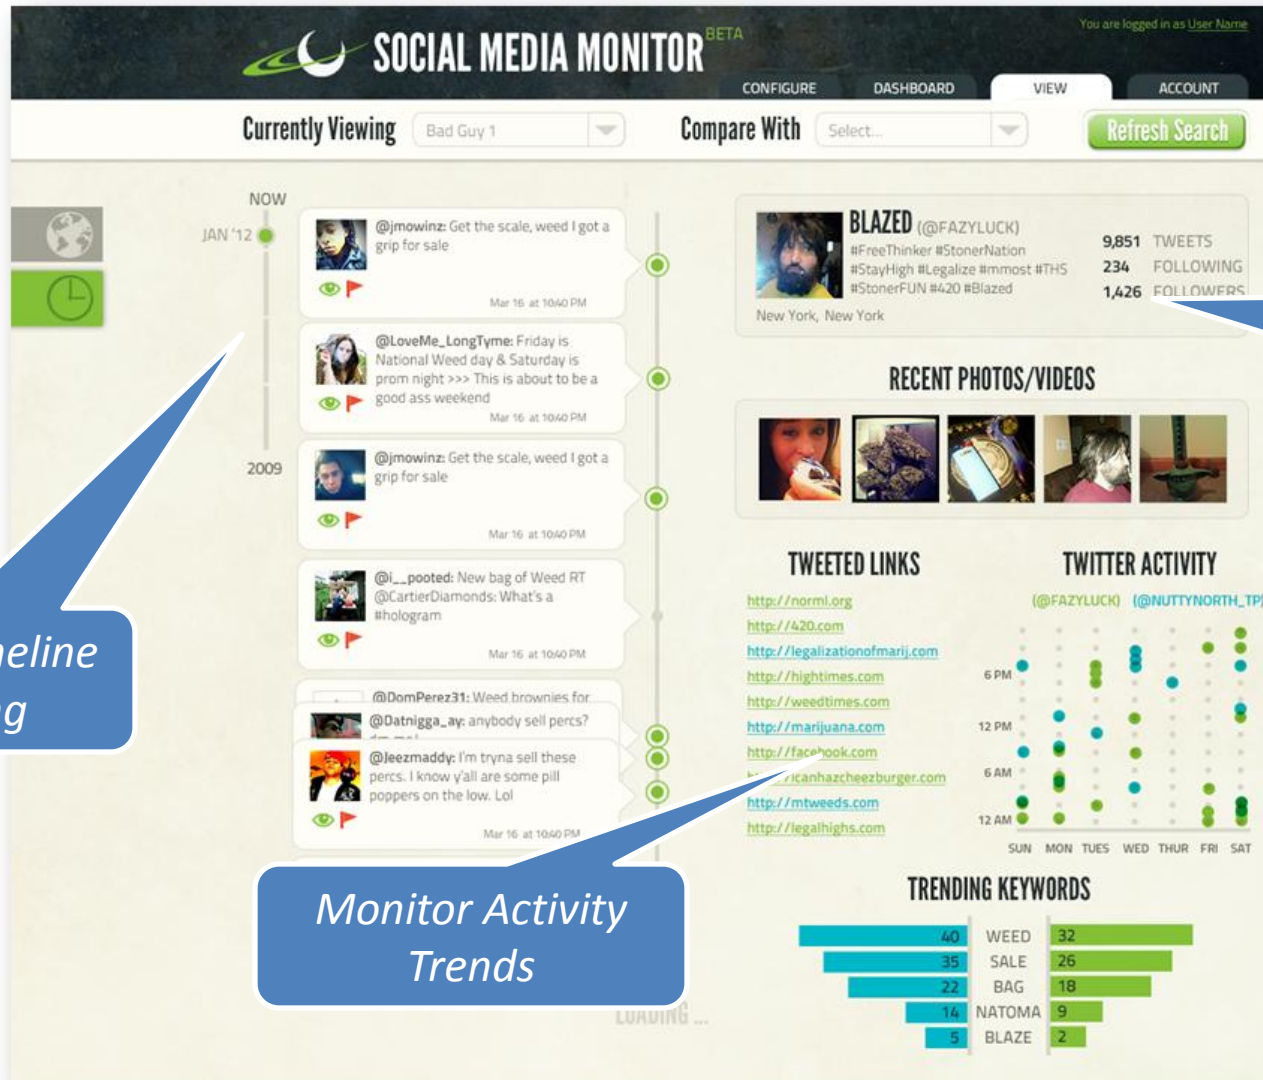 You are logged in as User Name
SOCIAL MEDIA MONITOR BETA
CONFIGURE DASHBOARD VIEW ACCOUNT
Currently Viewing Bad Guy 1 Compare With Select... Refresh Search
NOW
JAN '12
2009
@jmowinz: Get the scale, weed I got a
grip for sale
Mar 16 at 10:40 PM
@LoveMe_LongTyme: Friday is
National Weed day & Saturday is
prom night >>> This is about to be a
good ass weekend
Mar 16 at 10:40 PM
@jmowinz: Get the scale, weed I got a
grip for sale
Mar 16 at 10:40 PM
@i__pooted: New bag of Weed RT
@CartierDiamonds: What's a
#hologram
Mar 16 at 10:40 PM
@DomPerez31: Weed brownies for
@Datnigga_ay: anybody sell percs?
@Jeezmaddy: I'm tryna sell these
percs. I know y'all are some pill
poppers on the low. Lol
Mar 16 at 10:40 PM
LOADING ...
BLAZED (@FAZYLUCK)
#FreeThinker #StonerNation
#StayHigh #Legalize #mmost #THS
#StonerFUN #420 #Blazed
New York, New York
9,851 TWEETS
234 FOLLOWING
1,426 FOLLOWERS
RECENT PHOTOS/VIDEOS
TWEETED LINKS
http://norml.org
http://420.com
http://legalizationofmarij.com
http://hightimes.com
http://weedtimes.com
http://marijuana.com
http://facebook.com
http://icanhazcheezburger.com
http://mtweeds.com
http://legalhighs.com
TWITTER ACTIVITY
(@FAZYLUCK) (@NUTTYNORTH_TP)
6 PM
12 PM
6 AM
12 AM
SUN MON TUES WED THUR FRI SAT
TRENDING KEYWORDS
40 WEED 32
35 SALE 26
22 BAG 18
14 NATOMA 9
5 BLAZE 2
Monitor Activity
Trends